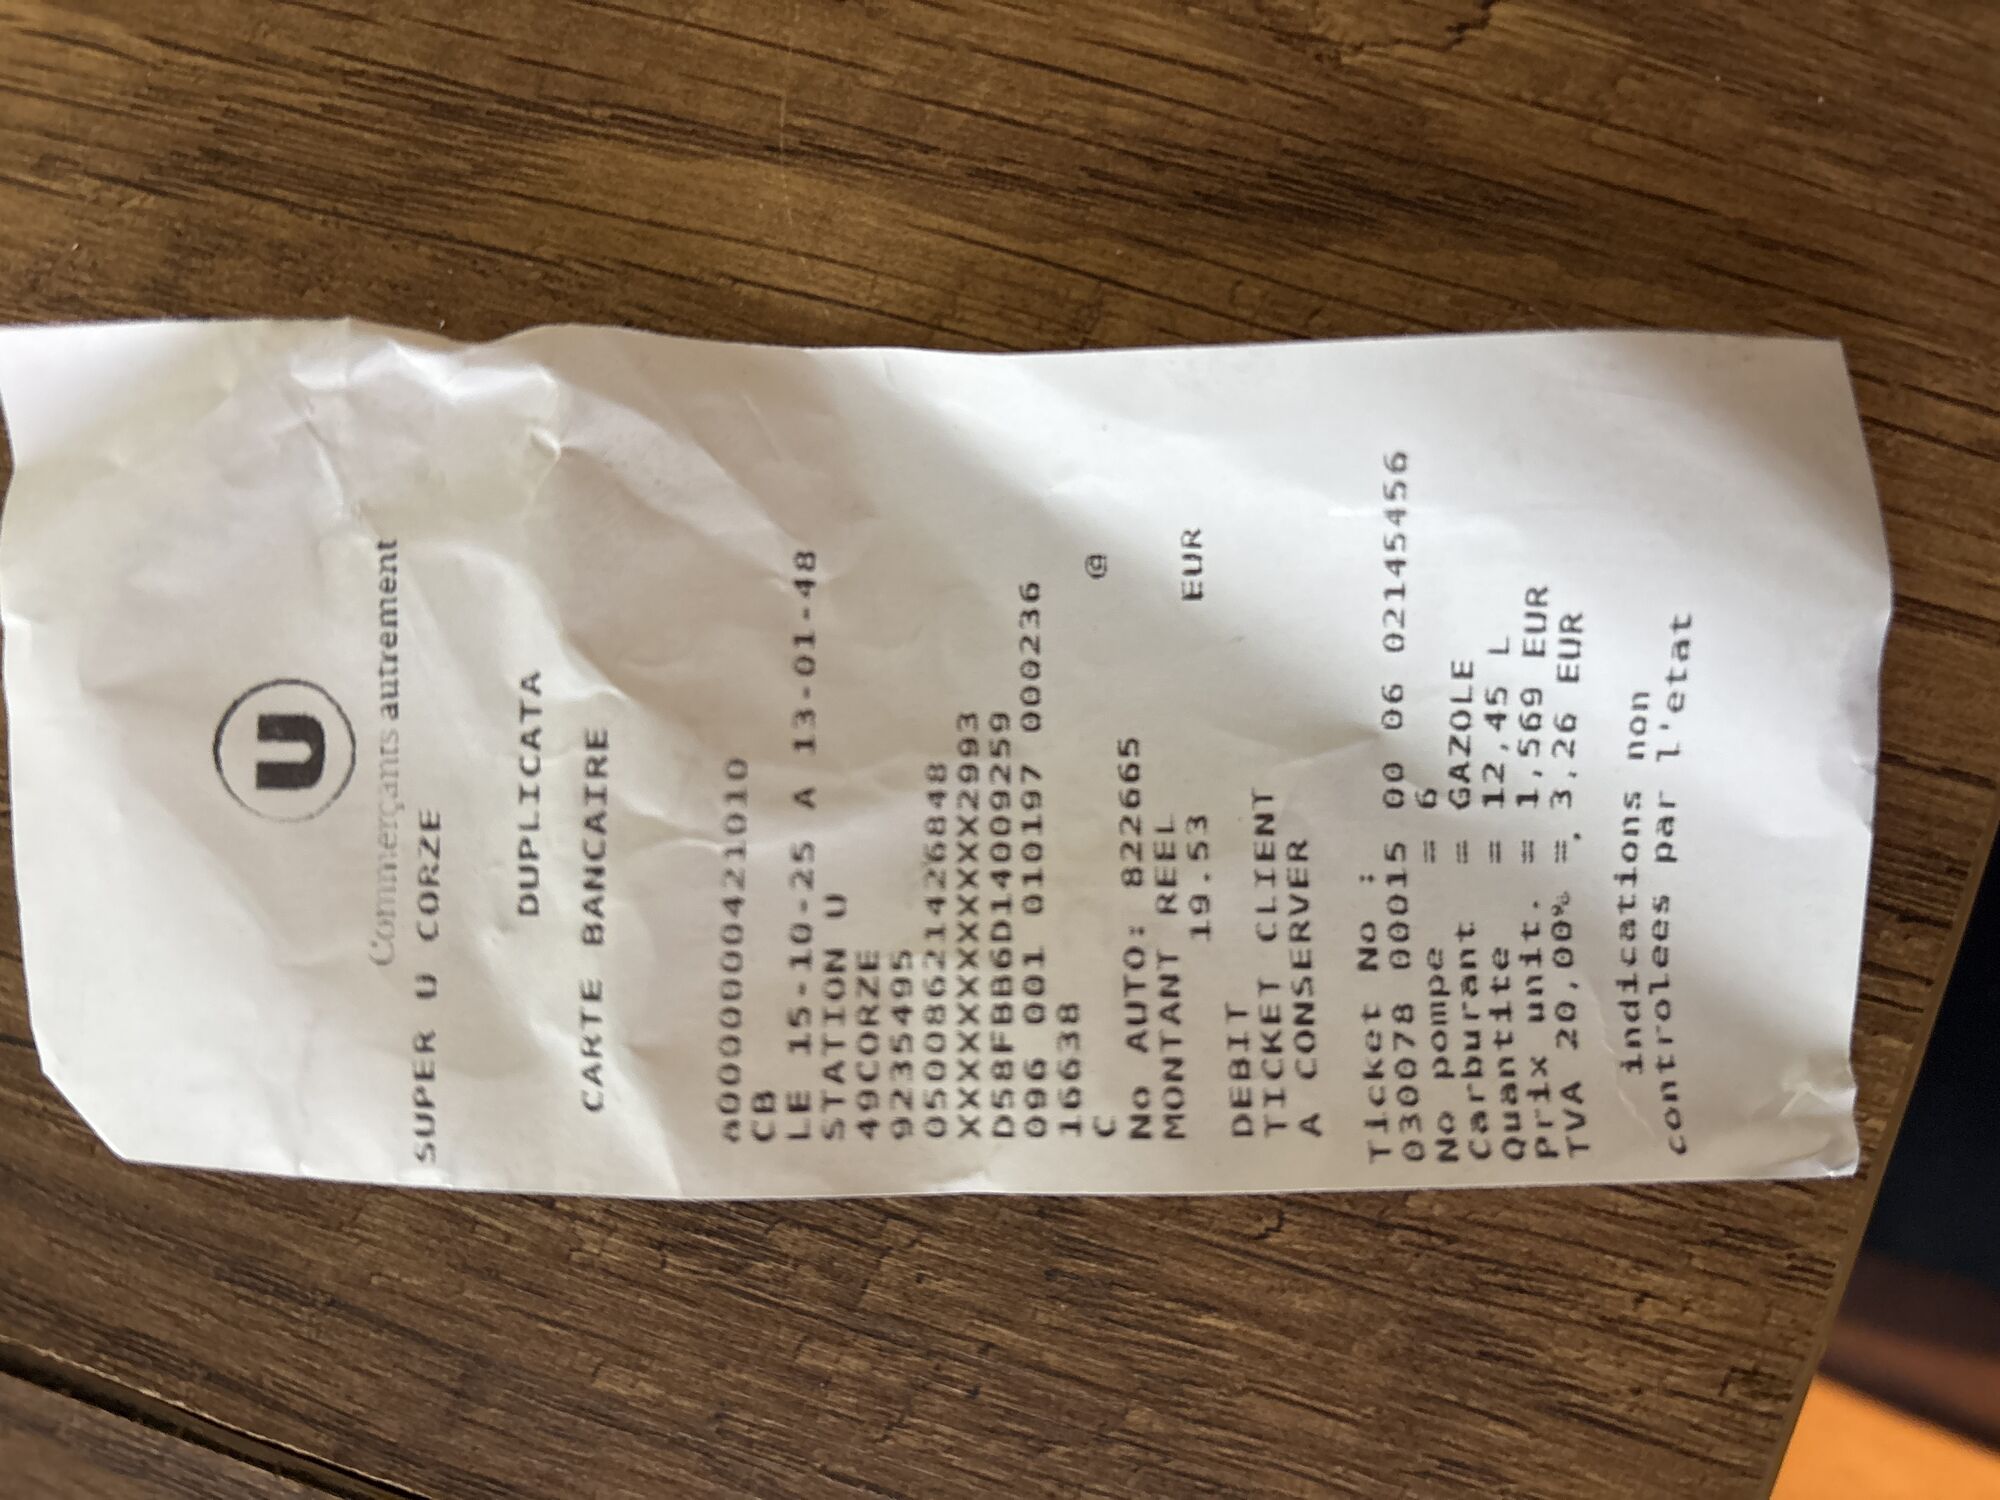 U
Commerçants autrement
SUPER U CORZE
DUPLICATA
CARTE BANCAIRE
A0000000421010
CB
LE 15-10-25 A 13-01-48
STATION U
49CORZE
9235495
05008621426848
XXXXXXXXXXXXXXX2993
D58FBB6D14009259
096 001 010197 000236
16638
C @
No AUTO: 822665
MONTANT REEL
19.53 EUR
DEBIT
TICKET CLIENT
A CONSERVER
Ticket No :
030078 00015 00 06 02145456
No pompe = 6
Carburant = GAZOLE
Quantite = 12,45 L
Prix unit. = 1,569 EUR
TVA 20,00% =, 3,26 EUR
indications non
controlees par l'etat